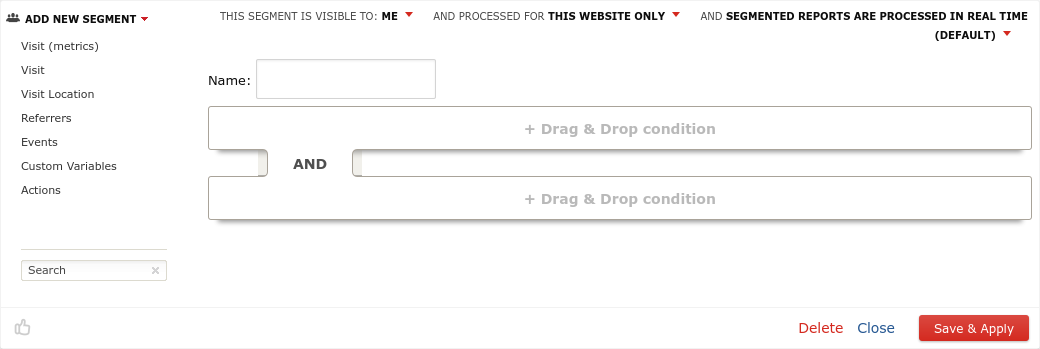 ADD NEW SEGMENT
THIS SEGMENT IS VISIBLE TO: ME AND PROCESSED FOR THIS WEBSITE ONLY AND SEGMENTED REPORTS ARE PROCESSED IN REAL TIME
(DEFAULT)
Visit (metrics)
Visit
Visit Location
Referrers
Events
Custom Variables
Actions
Search
Name:
+ Drag & Drop condition
AND
+ Drag & Drop condition
Delete Close Save & Apply